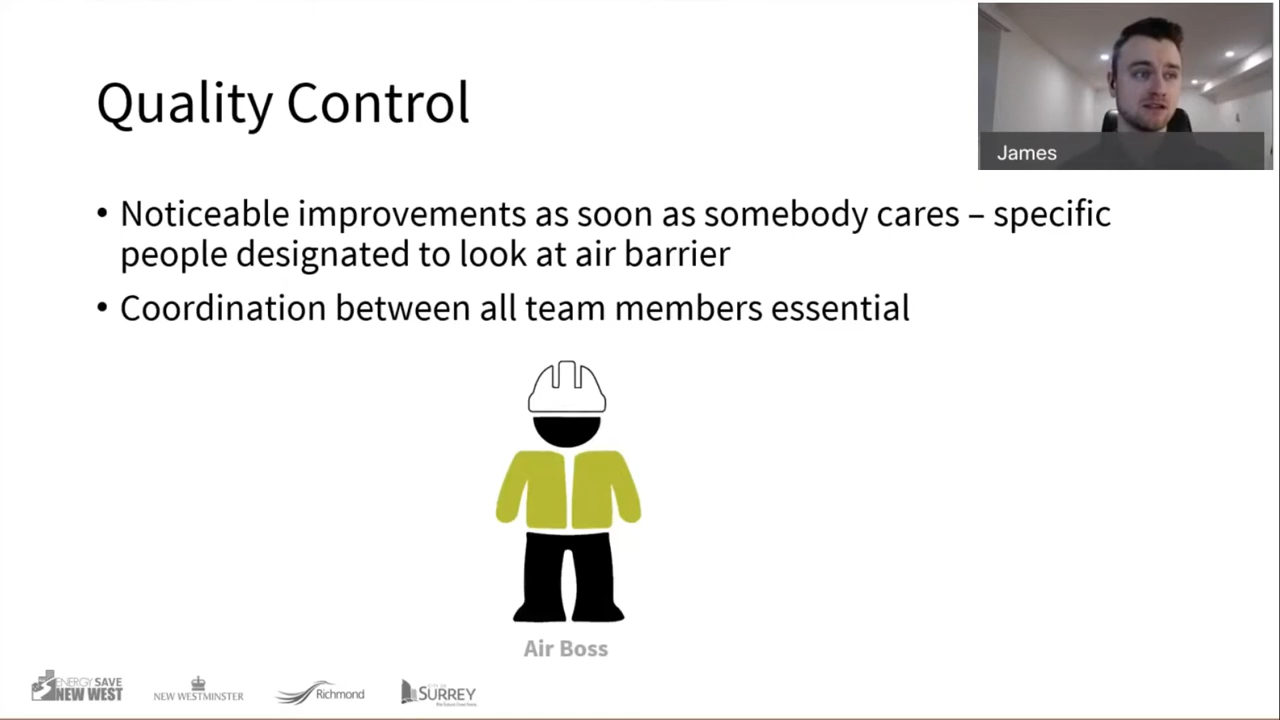 Quality Control
James
• Noticeable improvements as soon as somebody cares – specific
people designated to look at air barrier
• Coordination between all team members essential
Air Boss
ENERGY SAVE
NEW WEST
NEW WESTMINSTER
Richmond
SURREY